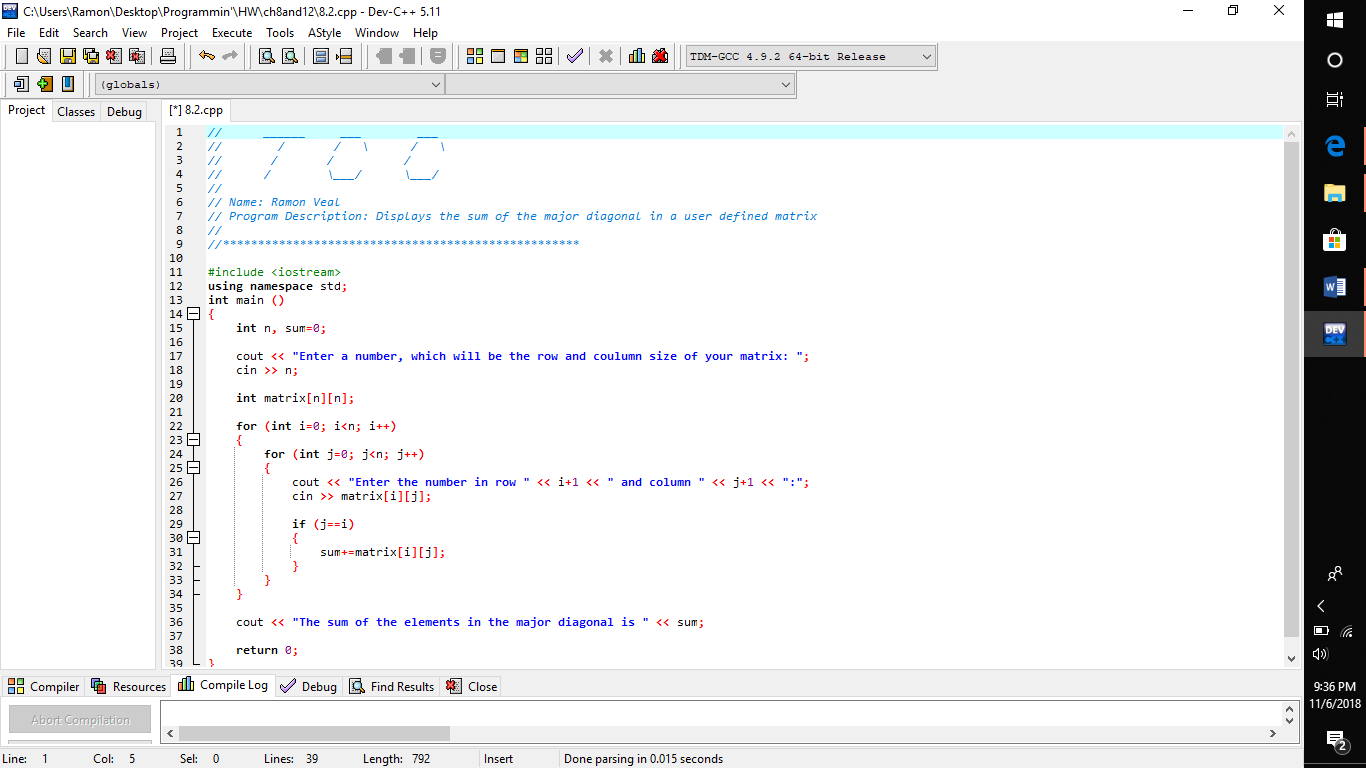 C:\Users\Ramon\Desktop\Programmin'\HW\ch8and12\8.2.cpp - Dev-C++ 5.11
File Edit Search View Project Execute Tools AStyle Window Help
TDM-GCC 4.9.2 64-bit Release
(globals)
Project Classes Debug
[*] 8.2.cpp
1 //      ______     ___        ___
2 //        /       /   \      /   \
3 //       /       /          /
4 //      /        \___/      \___/
5 //
6 // Name: Ramon Veal
7 // Program Description: Displays the sum of the major diagonal in a user defined matrix
8 //
9 //***************************************************
10
11 #include <iostream>
12 using namespace std;
13 int main ()
14 {
15     int n, sum=0;
16
17     cout << "Enter a number, which will be the row and coulumn size of your matrix: ";
18     cin >> n;
19
20     int matrix[n][n];
21
22     for (int i=0; i<n; i++)
23     {
24         for (int j=0; j<n; j++)
25         {
26             cout << "Enter the number in row " << i+1 << " and column " << j+1 << ":";
27             cin >> matrix[i][j];
28
29             if (j==i)
30             {
31                 sum+=matrix[i][j];
32             }
33         }
34     }
35
36     cout << "The sum of the elements in the major diagonal is " << sum;
37
38     return 0;
39 }
Compiler Resources Compile Log Debug Find Results Close
Abort Compilation
Line: 1 Col: 5 Sel: 0 Lines: 39 Length: 792 Insert Done parsing in 0.015 seconds
DEV
9:36 PM
11/6/2018
2